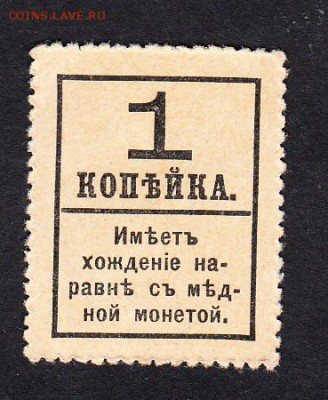 COINS.LAVE.RU
1
КОПѢЙКА.
Имѣетъ
хожденіе на-
равнѣ съ мѣд-
ной монетой.